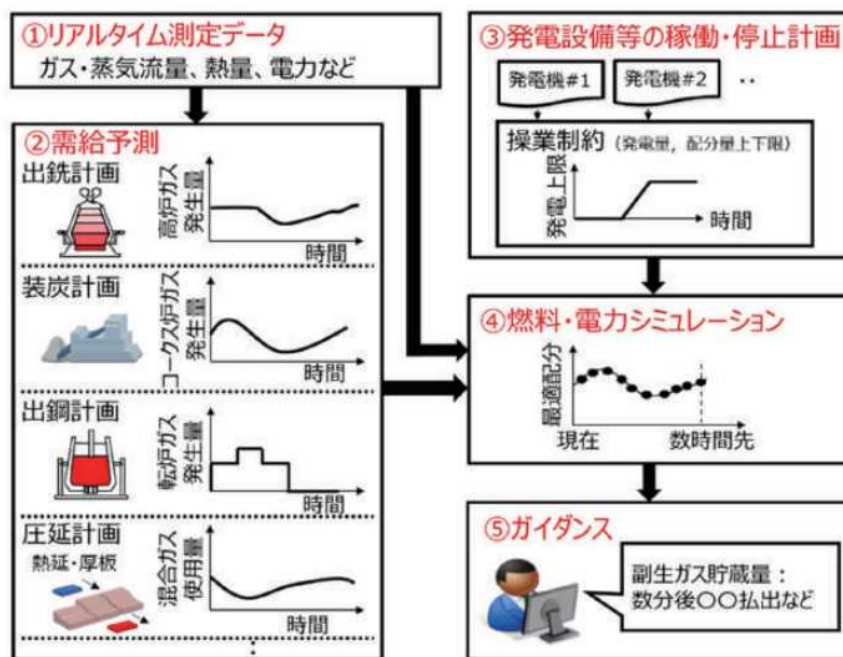 ①リアルタイム測定データ
ガス・蒸気流量、熱量、電力など
②需給予測
出銑計画
高炉ガス
発生量
時間
装炭計画
コークス炉ガス
発生量
時間
出鋼計画
転炉ガス
発生量
時間
圧延計画
熱延・厚板
混合ガス
使用量
時間
⋮
③発電設備等の稼働・停止計画
発電機#1
発電機#2
‥
操業制約（発電量，配分量上下限）
発電上限
時間
④燃料・電力シミュレーション
最適配分
現在
数時間先
⑤ガイダンス
副生ガス貯蔵量：
数分後〇〇払出など